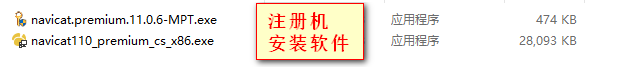 navicat.premium.11.0.6-MPT.exe 注册机 应用程序 474 KB
navicat110_premium_cs_x86.exe 安装软件 应用程序 28,093 KB